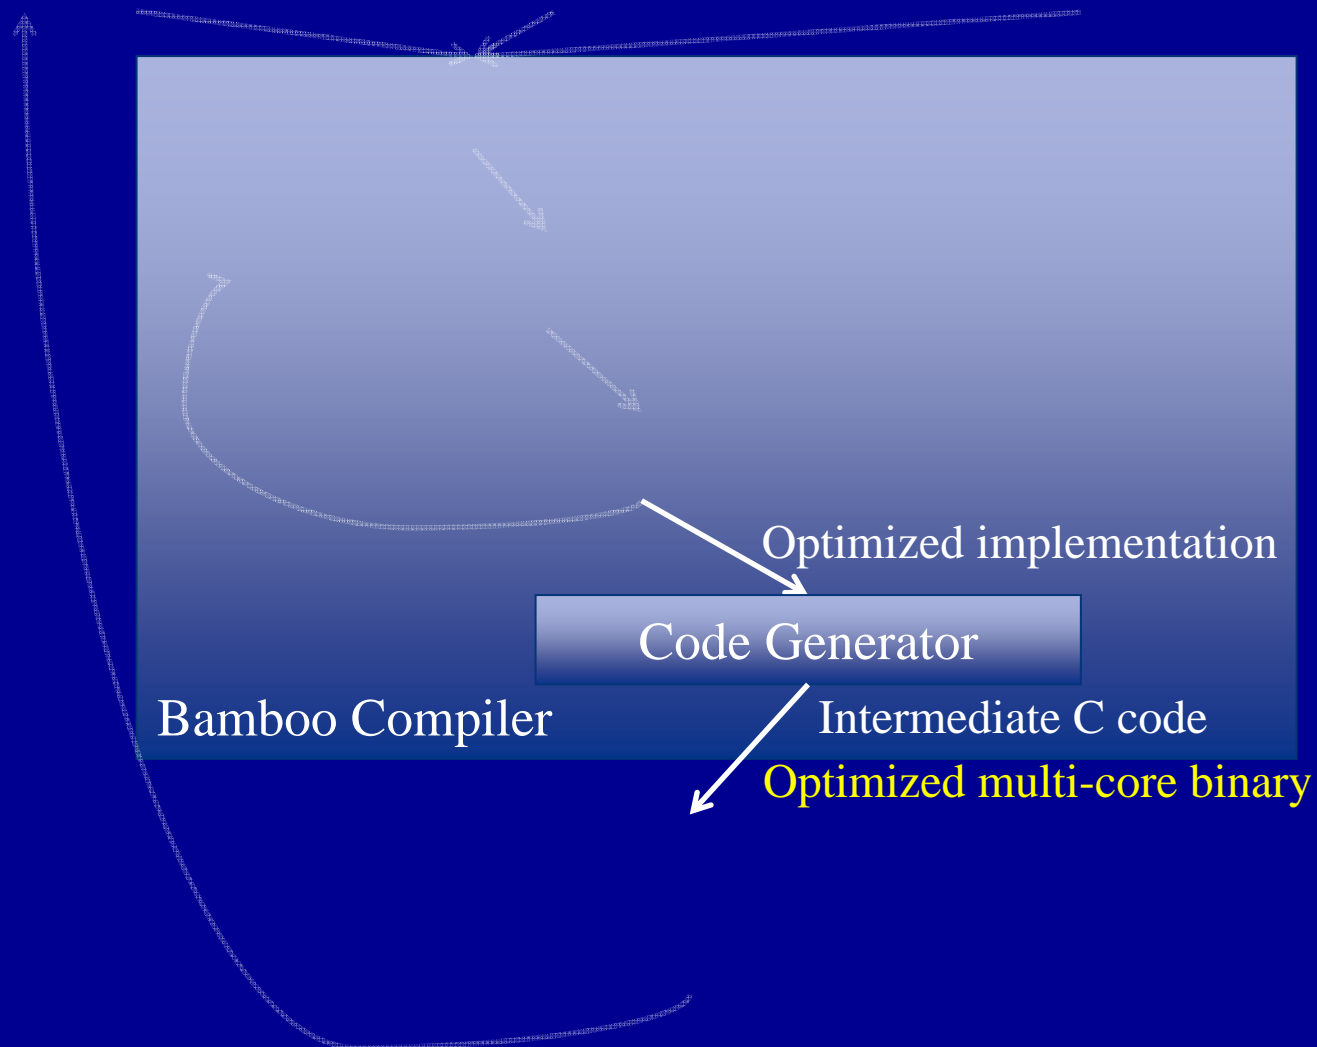 Optimized implementation
Code Generator
Bamboo Compiler
Intermediate C code
Optimized multi-core binary